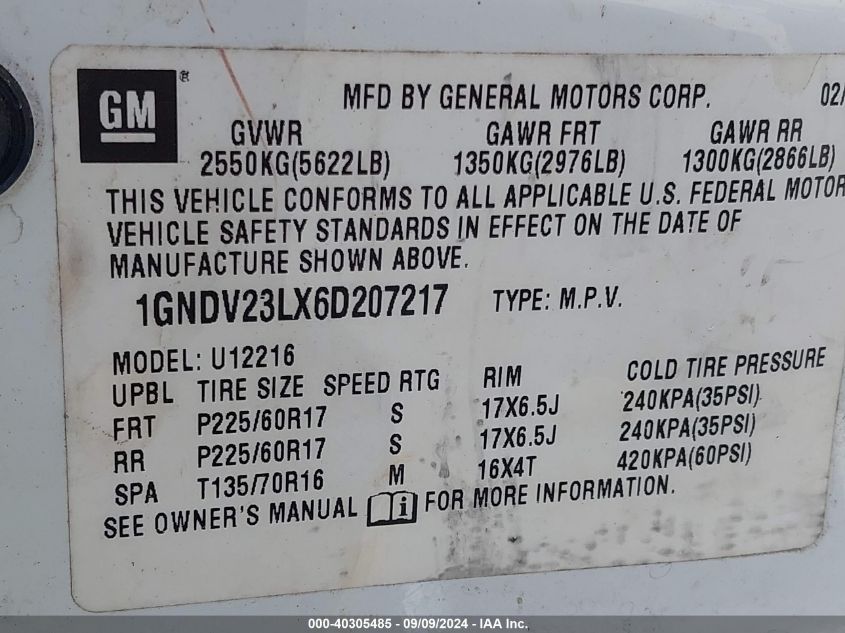 GM ® MFD BY GENERAL MOTORS CORP. 02/
GVWR GAWR FRT GAWR RR
2550KG(5622LB) 1350KG(2976LB) 1300KG(2866LB)
THIS VEHICLE CONFORMS TO ALL APPLICABLE U.S. FEDERAL MOTOR
VEHICLE SAFETY STANDARDS IN EFFECT ON THE DATE OF
MANUFACTURE SHOWN ABOVE.
1GNDV23LX6D207217 TYPE: M.P.V.
MODEL: U12216
UPBL TIRE SIZE SPEED RTG RIM COLD TIRE PRESSURE
FRT P225/60R17 S 17X6.5J 240KPA(35PSI)
RR P225/60R17 S 17X6.5J 240KPA(35PSI)
SPA T135/70R16 M 16X4T 420KPA(60PSI)
SEE OWNER'S MANUAL i FOR MORE INFORMATION.
000-40305485 - 09/09/2024 - IAA Inc.